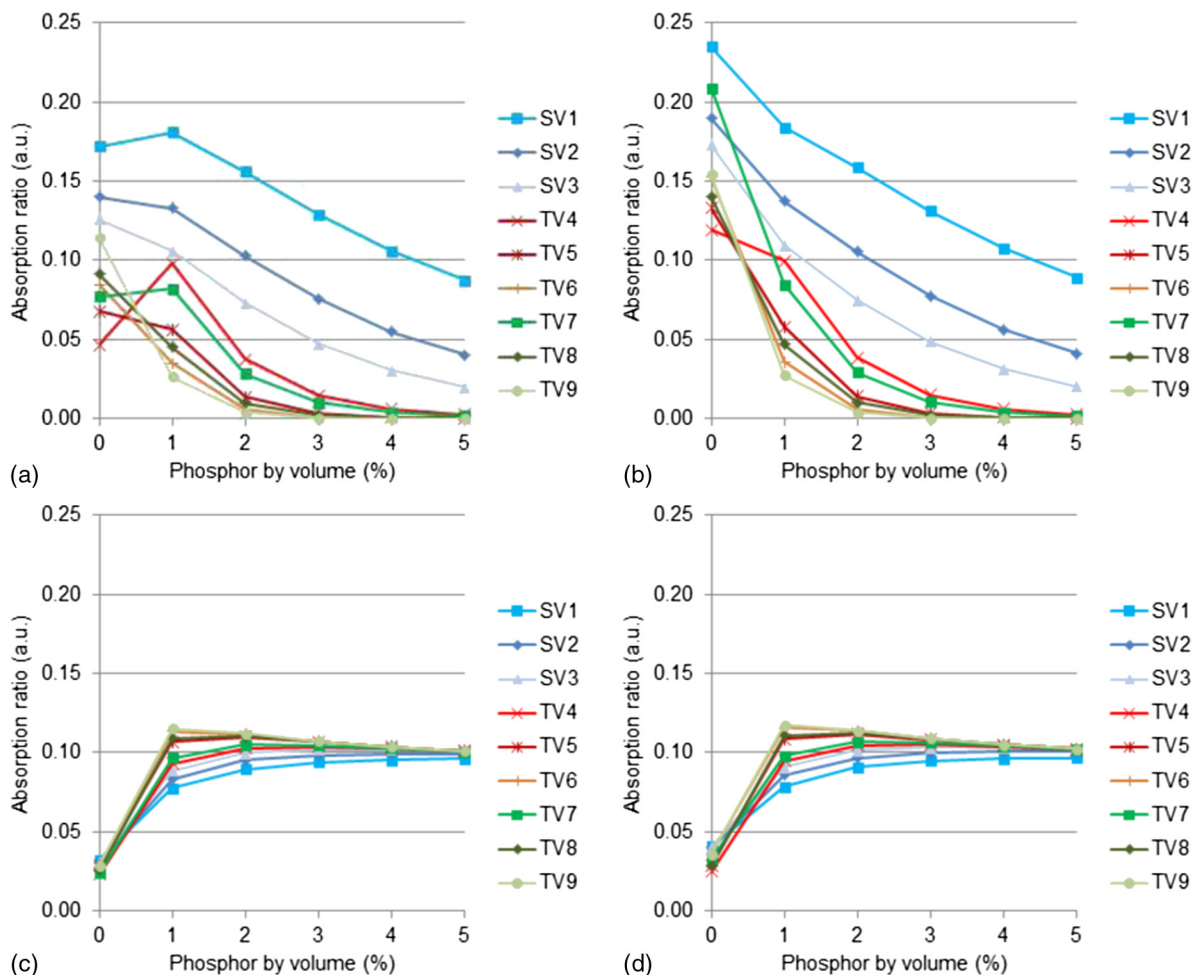 0.25
0.20
0.15
0.10
0.05
0.00
Absorption ratio (a.u.)
0 1 2 3 4 5
Phosphor by volume (%)
SV1
SV2
SV3
TV4
TV5
TV6
TV7
TV8
TV9
(a)
0.25
0.20
0.15
0.10
0.05
0.00
Absorption ratio (a.u.)
0 1 2 3 4 5
Phosphor by volume (%)
SV1
SV2
SV3
TV4
TV5
TV6
TV7
TV8
TV9
(b)
0.25
0.20
0.15
0.10
0.05
0.00
Absorption ratio (a.u.)
0 1 2 3 4 5
Phosphor by volume (%)
SV1
SV2
SV3
TV4
TV5
TV6
TV7
TV8
TV9
(c)
0.25
0.20
0.15
0.10
0.05
0.00
Absorption ratio (a.u.)
0 1 2 3 4 5
Phosphor by volume (%)
SV1
SV2
SV3
TV4
TV5
TV6
TV7
TV8
TV9
(d)